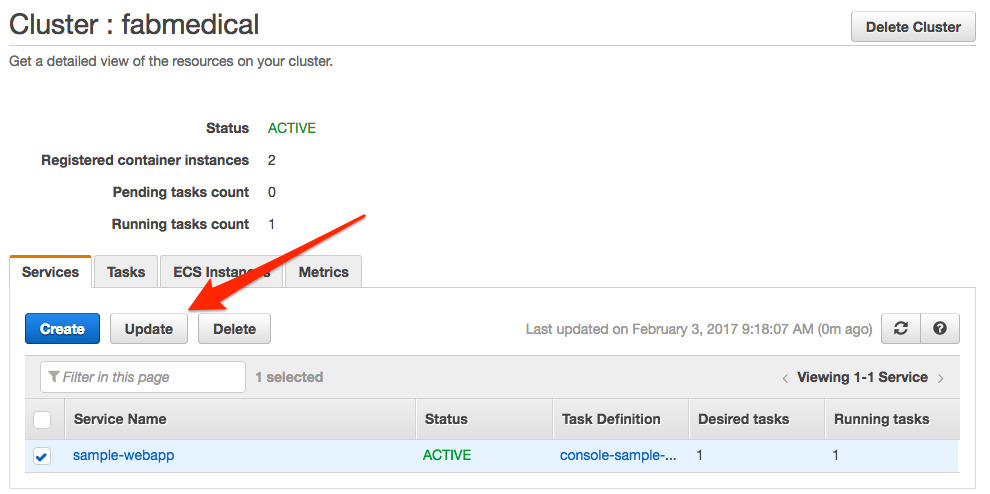 Cluster : fabmedical
Delete Cluster
Get a detailed view of the resources on your cluster.
Status ACTIVE
Registered container instances 2
Pending tasks count 0
Running tasks count 1
Services Tasks ECS Metrics
Create Update Delete Last updated on February 3, 2017 9:18:07 AM (0m ago)
Filter in this page 1 selected Viewing 1-1 Service
Service Name Status Task Definition Desired tasks Running tasks
sample-webapp ACTIVE console-sample-... 1 1